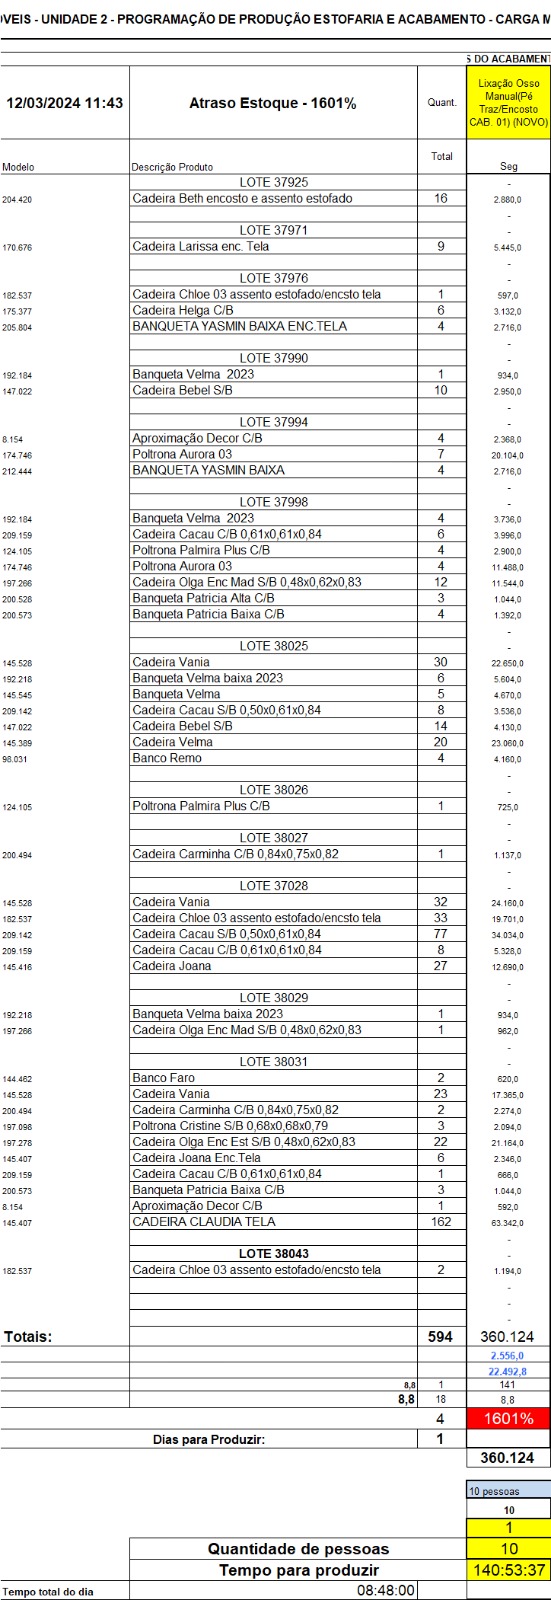 OVEIS - UNIDADE 2 - PROGRAMAÇÃO DE PRODUÇÃO ESTOFARIA E ACABAMENTO - CARGA M
S DO ACABAMENT
12/03/2024 11:43 Atraso Estoque - 1601% Quant. Lixação Osso Manual(Pé Traz/Encosto CAB. 01) (NOVO)
Total
Modelo Descrição Produto Seg
LOTE 37925 -
204.420 Cadeira Beth encosto e assento estofado 16 2.880,0
-
LOTE 37971 -
170.676 Cadeira Larissa enc. Tela 9 5.445,0
-
LOTE 37976 -
182.537 Cadeira Chloe 03 assento estofado/encsto tela 1 597,0
175.377 Cadeira Helga C/B 6 3.132,0
205.804 BANQUETA YASMIN BAIXA ENC.TELA 4 2.716,0
-
LOTE 37990 -
192.184 Banqueta Velma 2023 1 934,0
147.022 Cadeira Bebel S/B 10 2.950,0
-
LOTE 37994 -
8.154 Aproximação Decor C/B 4 2.368,0
174.746 Poltrona Aurora 03 7 20.104,0
212.444 BANQUETA YASMIN BAIXA 4 2.716,0
-
LOTE 37998 -
192.184 Banqueta Velma 2023 4 3.736,0
209.159 Cadeira Cacau C/B 0,61x0,61x0,84 6 3.996,0
124.105 Poltrona Palmira Plus C/B 4 2.900,0
174.746 Poltrona Aurora 03 4 11.488,0
197.266 Cadeira Olga Enc Mad S/B 0,48x0,62x0,83 12 11.544,0
200.528 Banqueta Patricia Alta C/B 3 1.044,0
200.573 Banqueta Patricia Baixa C/B 4 1.392,0
-
LOTE 38025 -
145.528 Cadeira Vania 30 22.650,0
192.218 Banqueta Velma baixa 2023 6 5.604,0
145.545 Banqueta Velma 5 4.670,0
209.142 Cadeira Cacau S/B 0,50x0,61x0,84 8 3.536,0
147.022 Cadeira Bebel S/B 14 4.130,0
145.389 Cadeira Velma 20 23.060,0
98.031 Banco Remo 4 4.160,0
-
LOTE 38026 -
124.105 Poltrona Palmira Plus C/B 1 725,0
-
LOTE 38027 -
200.494 Cadeira Carminha C/B 0,84x0,75x0,82 1 1.137,0
-
LOTE 37028 -
145.528 Cadeira Vania 32 24.160,0
182.537 Cadeira Chloe 03 assento estofado/encsto tela 33 19.701,0
209.142 Cadeira Cacau S/B 0,50x0,61x0,84 77 34.034,0
209.159 Cadeira Cacau C/B 0,61x0,61x0,84 8 5.328,0
145.416 Cadeira Joana 27 12.690,0
-
LOTE 38029 -
192.218 Banqueta Velma baixa 2023 1 934,0
197.266 Cadeira Olga Enc Mad S/B 0,48x0,62x0,83 1 962,0
-
LOTE 38031 -
144.462 Banco Faro 2 620,0
145.528 Cadeira Vania 23 17.365,0
200.494 Cadeira Carminha C/B 0,84x0,75x0,82 2 2.274,0
197.098 Poltrona Cristine S/B 0,68x0,68x0,79 3 2.094,0
197.278 Cadeira Olga Enc Est S/B 0,48x0,62x0,83 22 21.164,0
145.407 Cadeira Joana Enc.Tela 6 2.346,0
209.159 Cadeira Cacau C/B 0,61x0,61x0,84 1 666,0
200.573 Banqueta Patricia Baixa C/B 3 1.044,0
8.154 Aproximação Decor C/B 1 592,0
145.407 CADEIRA CLAUDIA TELA 162 63.342,0
-
LOTE 38043 -
182.537 Cadeira Chloe 03 assento estofado/encsto tela 2 1.194,0
-
-
-
Totais: 594 360.124
2.556,0
22.492,8
8,8 1 141
8,8 18 8,8
4 1601%
Dias para Produzir: 1
360.124
10 pessoas
10
1
Quantidade de pessoas 10
Tempo para produzir 140:53:37
Tempo total do dia 08:48:00